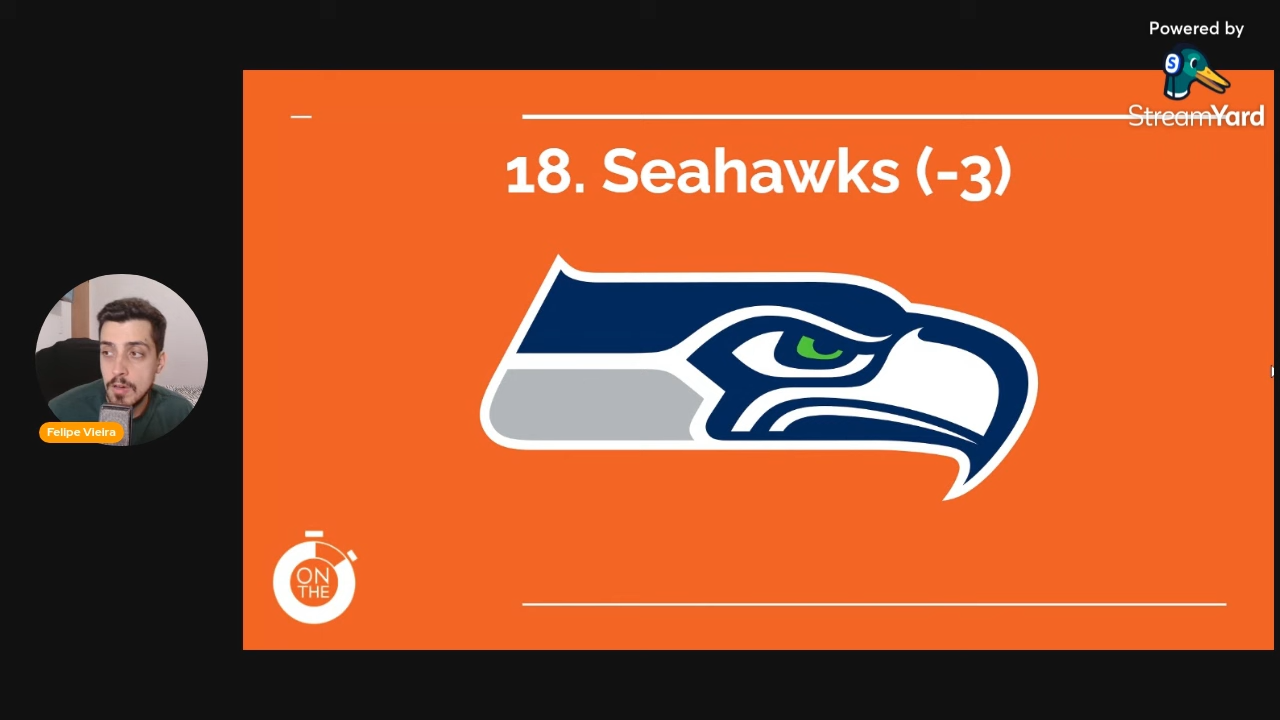 Powered by
S
StreamYard
18. Seahawks (-3)
Felipe Vieira
ON
THE